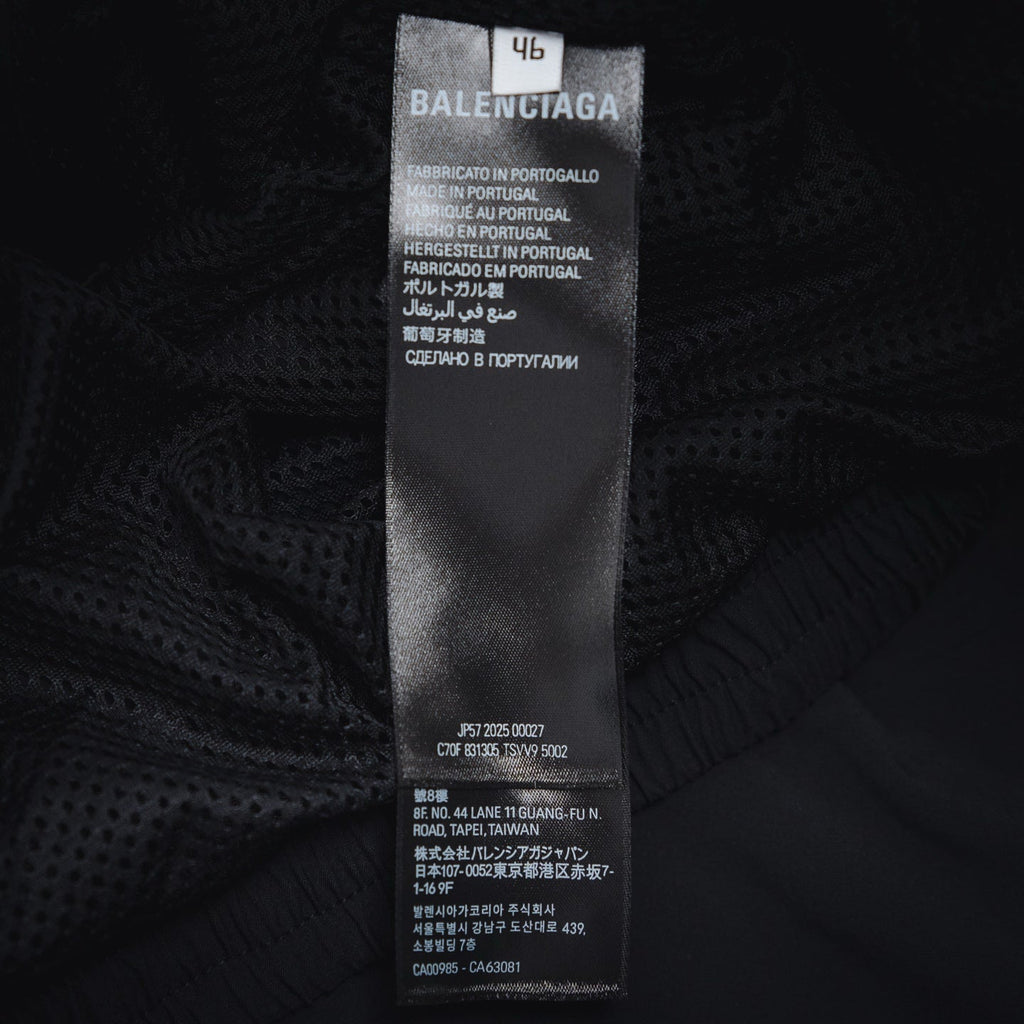 46
BALENCIAGA
FABBRICATO IN PORTOGALLO
MADE IN PORTUGAL
FABRIQUÉ AU PORTUGAL
HECHO EN PORTUGAL
HERGESTELLT IN PORTUGAL
FABRICADO EM PORTUGAL
ポルトガル製
صنع في البرتغال
葡萄牙制造
СДЕЛАНО В ПОРТУГАЛИИ
JP57 2025 00027
C70F 831305 TSVV9 5002
號8樓
8F. NO. 44 LANE 11 GUANG-FU N.
ROAD, TAPEI, TAIWAN
株式会社バレンシアガジャパン
日本107-0052東京都港区赤坂7-
1-16 9F
발렌시아가코리아 주식회사
서울특별시 강남구 도산대로 439,
소봉빌딩 7층
CA00985 - CA63081